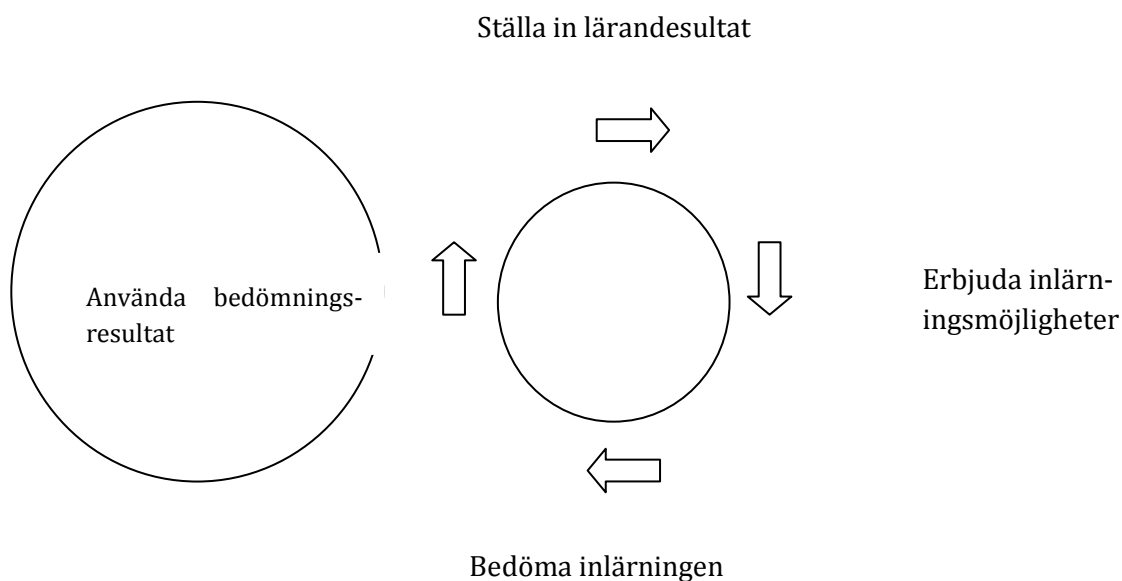 Ställa in lärandesultat
Använda bedömnings-
resultat
Erbjuda inlärn-
ingsmöjligheter
Bedöma inlärningen